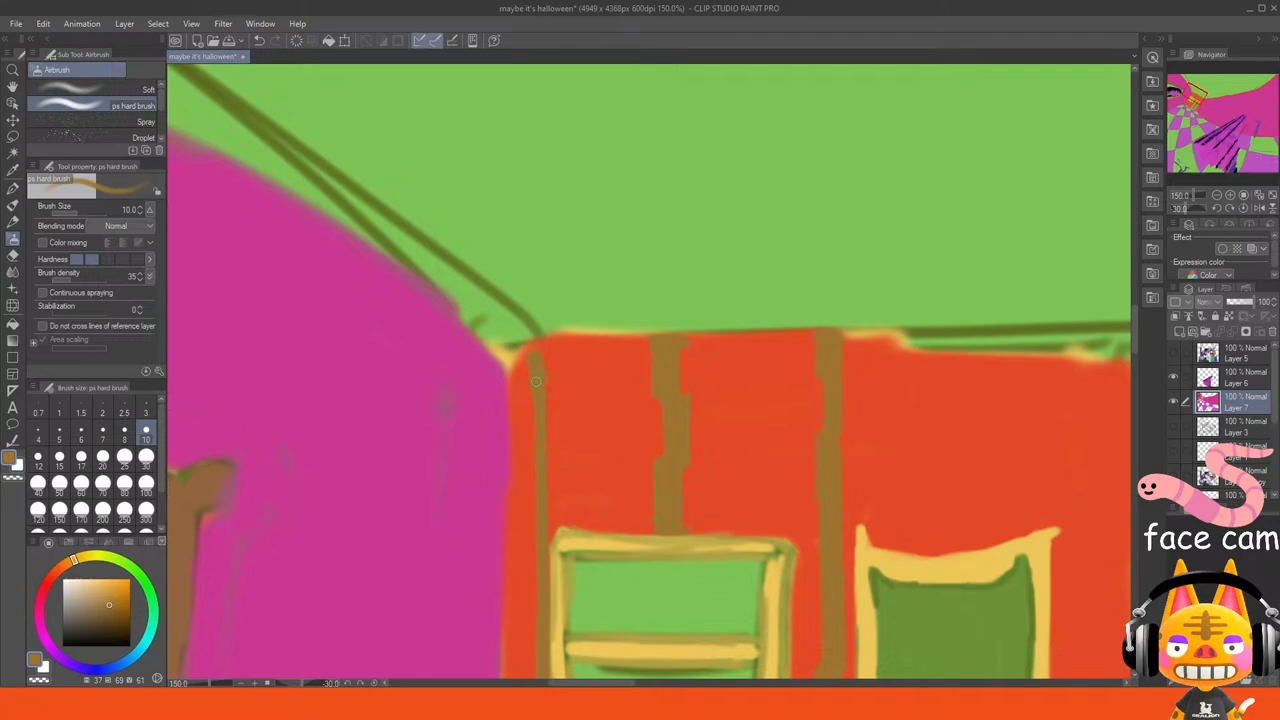 maybe it's halloween* (4949 x 4368px 600dpi 150.0%) - CLIP STUDIO PAINT PRO
File Edit Animation Layer Select View Filter Window Help
maybe it's halloween*
Sub Tool: Airbrush
Airbrush
Soft
ps hard brush
Spray
Droplet
Tool property: ps hard brush
ps hard brush
Brush Size 10.0
Blending mode Normal
Color mixing
Hardness
Brush density 35
Continuous spraying
Stabilization 0
Do not cross lines of reference layer
Area scaling
Brush size: ps hard brush
0.7 1 1.5 2 2.5 3
4 5 6 7 8 10
12 15 17 20 25 30
40 50 60 70 80 100
120 150 170 200 250 300
37 69 61
150.0 -30.0
Navigator
150.0
-30.0
Effect
Expression color
Color
Layer
100
100 % Normal
Layer 5
100 % Normal
Layer 6
100 % Normal
Layer 7
100 % Normal
Layer 3
100 % Normal
face cam